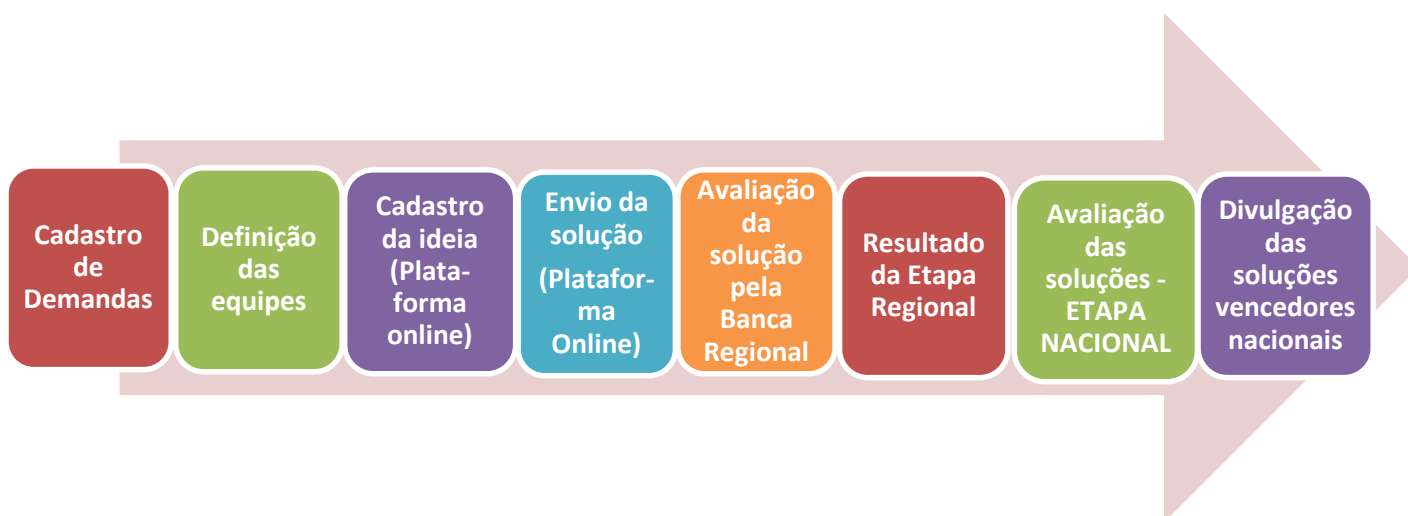 Cadastro
de
Demandas
Definição
das
equipes
Cadastro
da ideia
(Plata-
forma
online)
Envio da
solução
(Platafor-
ma
Online)
Avaliação
da
solução
pela
Banca
Regional
Resultado
da Etapa
Regional
Avaliação
das
soluções -
ETAPA
NACIONAL
Divulgação
das
soluções
vencedores
nacionais